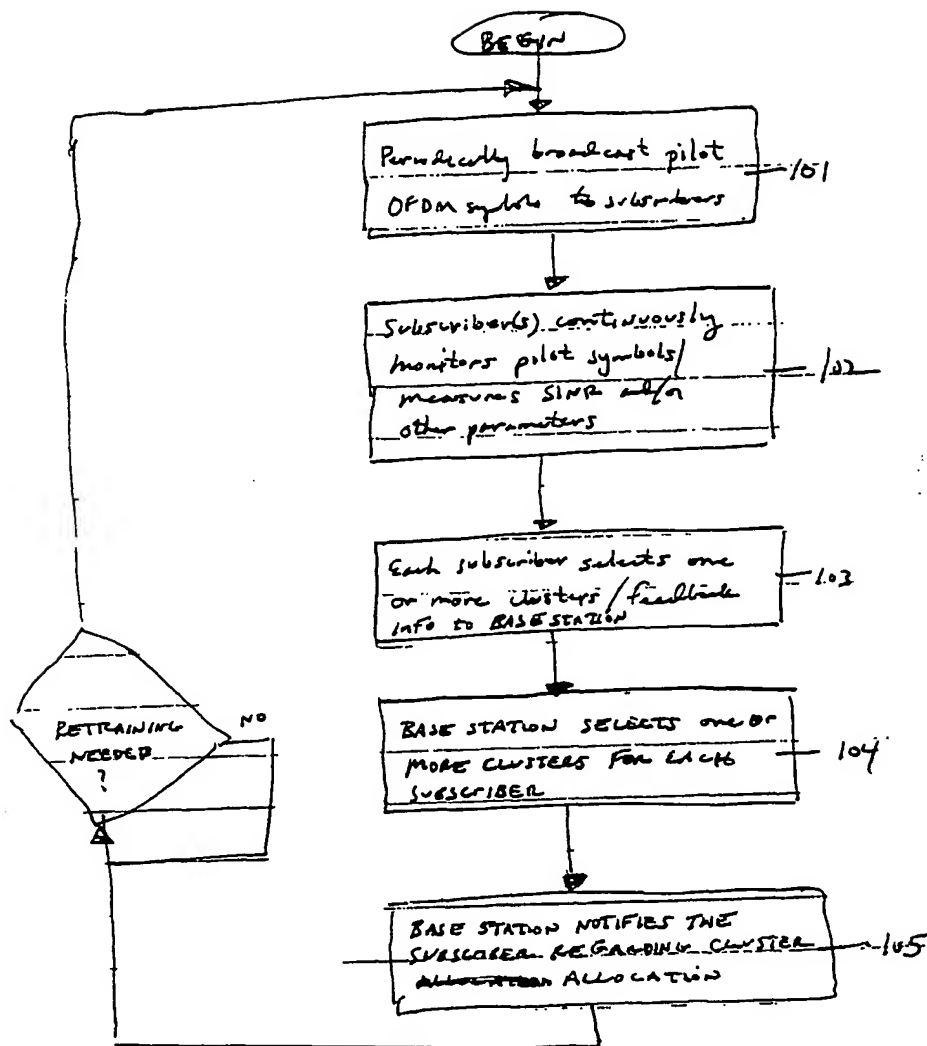 BEGIN
Periodically broadcast pilot
OFDM symbols to subscribers
101
Subscriber(s) continuously
monitors pilot symbols/
measures SINR and/or
other parameters
102
Each subscriber selects one
or more clusters/feedback
info to BASE STATION
103
BASE STATION SELECTS one or
MORE CLUSTERS FOR EACH
SUBSCRIBER
104
BASE STATION NOTIFIES THE
SUBSCRIBER REGARDING CLUSTER
ALLOCATION ALLOCATION
105
RETRAINING
NEEDED
?
NO